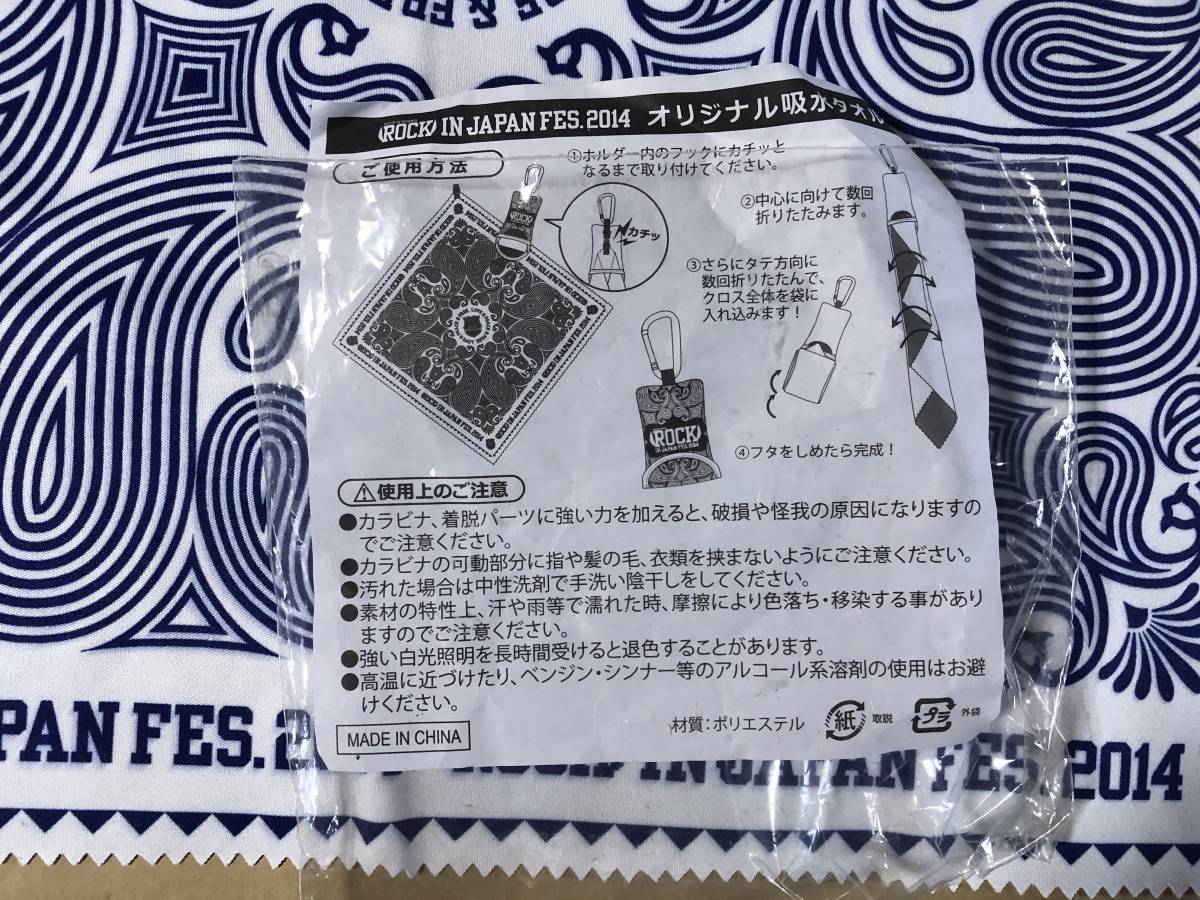 ROCK IN JAPAN FES. 2014 オリジナル吸水タオル
ご使用方法
①ホルダー内のフックにカチッと
なるまで取り付けてください。
カチッ
②中心に向けて数回
折りたたみます。
③さらにタテ方向に
数回折りたたんで、
クロス全体を袋に
入れ込みます！
ROCK
IN JAPAN FES. 2014
④フタをしめたら完成！
⚠使用上のご注意
●カラビナ、着脱パーツに強い力を加えると、破損や怪我の原因になりますの
でご注意ください。
●カラビナの可動部分に指や髪の毛、衣類を挟まないようにご注意ください。
●汚れた場合は中性洗剤で手洗い陰干しをしてください。
●素材の特性上、汗や雨等で濡れた時、摩擦により色落ち・移染する事があり
ますのでご注意ください。
●強い白光照明を長時間受けると退色することがあります。
●高温に近づけたり、ベンジン・シンナー等のアルコール系溶剤の使用はお避
けください。
MADE IN CHINA
材質：ポリエステル
紙 取説
プラ 外袋
PAN FES. 2
ROCK IN JAPAN FES. 2014